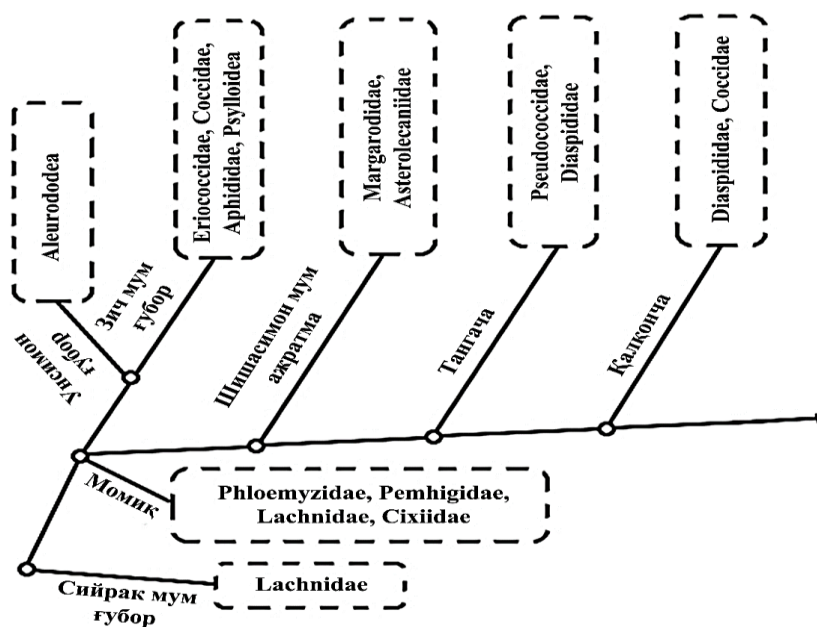 Aleurododea
Eriococcidae, Coccidae,
Aphididae, Psylloidea
Margarodidae,
Asterolecaniidae
Pseudococcidae,
Diaspididae
Diaspididae, Coccidae
Унсимон
ғубор
Зич мум
ғубор
Шишасимон мум
ажратма
Тангача
Қалқонча
Момиқ
Phloemyzidae, Pemhigidae,
Lachnidae, Cixiidae
Сийрак мум
ғубор
Lachnidae